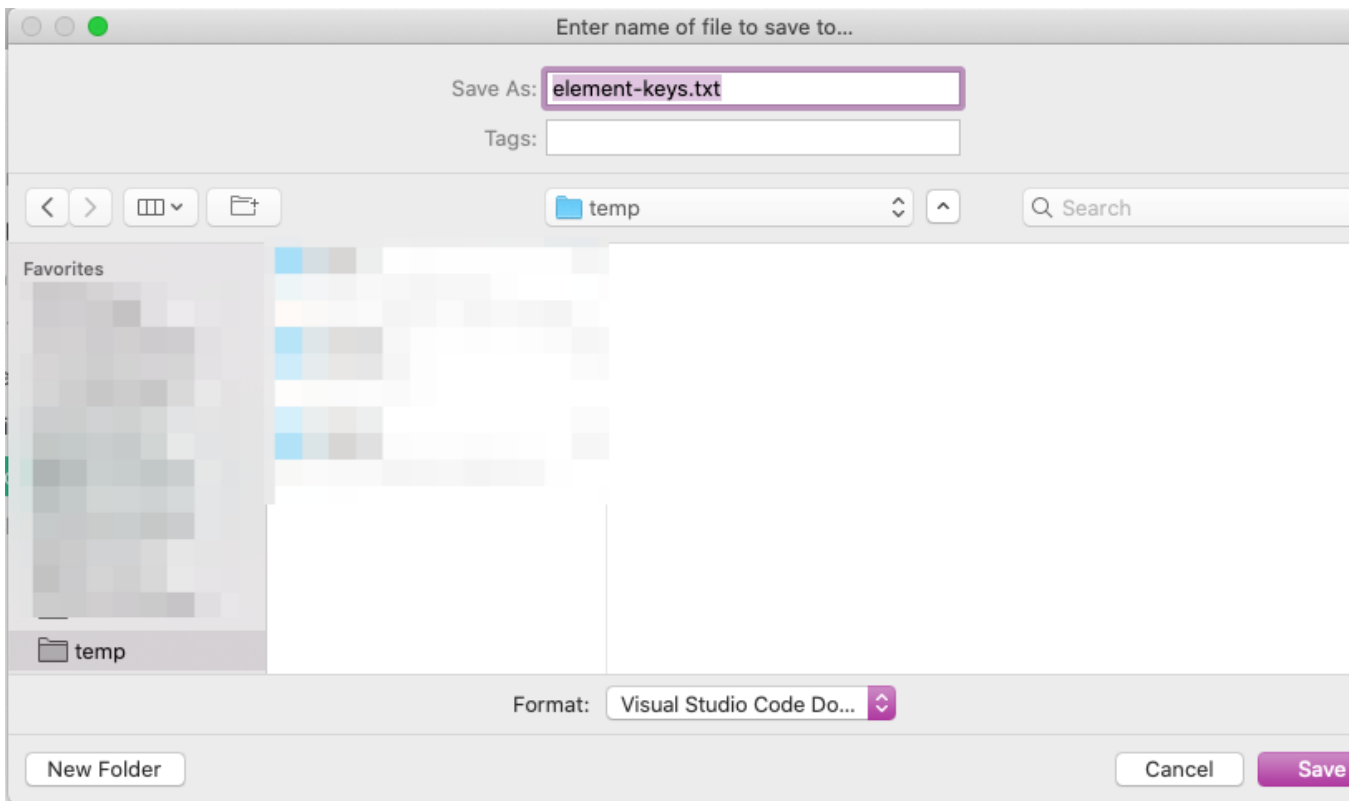 Enter name of file to save to...
Save As: element-keys.txt
Tags:
temp
Search
Favorites
temp
Format: Visual Studio Code Do...
New Folder
Cancel
Save